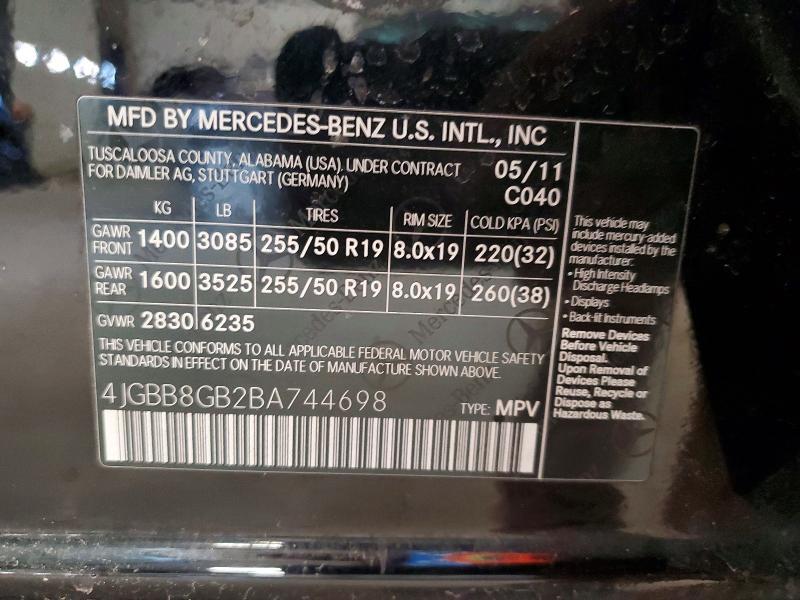 MFD BY MERCEDES-BENZ U.S. INTL., INC
TUSCALOOSA COUNTY, ALABAMA (USA). UNDER CONTRACT 05/11
FOR DAIMLER AG, STUTTGART (GERMANY) C040
KG LB TIRES RIM SIZE COLD KPA (PSI)
GAWR FRONT 1400 3085 255/50 R19 8.0x19 220(32)
GAWR REAR 1600 3525 255/50 R19 8.0x19 260(38)
GVWR 2830 6235
THIS VEHICLE CONFORMS TO ALL APPLICABLE FEDERAL MOTOR VEHICLE SAFETY
STANDARDS IN EFFECT ON THE DATE OF MANUFACTURE SHOWN ABOVE.
4JGBB8GB2BA744698 TYPE: MPV
This vehicle may
include mercury added
devices installed by the
manufacturer:
• High Intensity
Discharge Headlamps
• Displays
• Back-lit Instruments
Remove Devices
Before Vehicle
Disposal.
Upon Removal of
Devices Please
Reuse, Recycle or
Dispose as
Hazardous Waste.